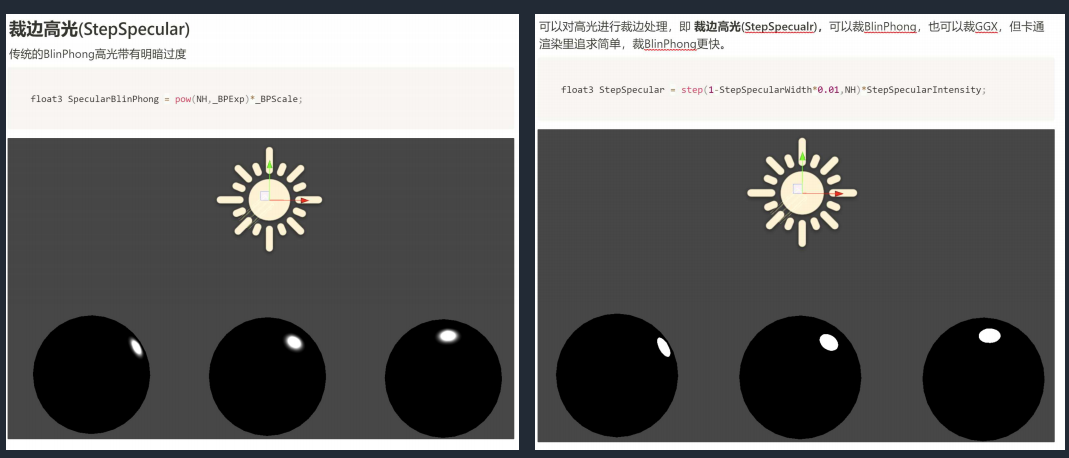 裁边高光(StepSpecular)
传统的BlinPhong高光带有明暗过度
float3 SpecularBlinPhong = pow(NH,_BPExp)*_BPScale;
可以对高光进行裁边处理，即 裁边高光(StepSpecualr)，可以裁BlinPhong，也可以裁GGX，但卡通
渲染里追求简单，裁BlinPhong更快。
float3 StepSpecular = step(1-StepSpecularWidth*0.01,NH)*StepSpecularIntensity;